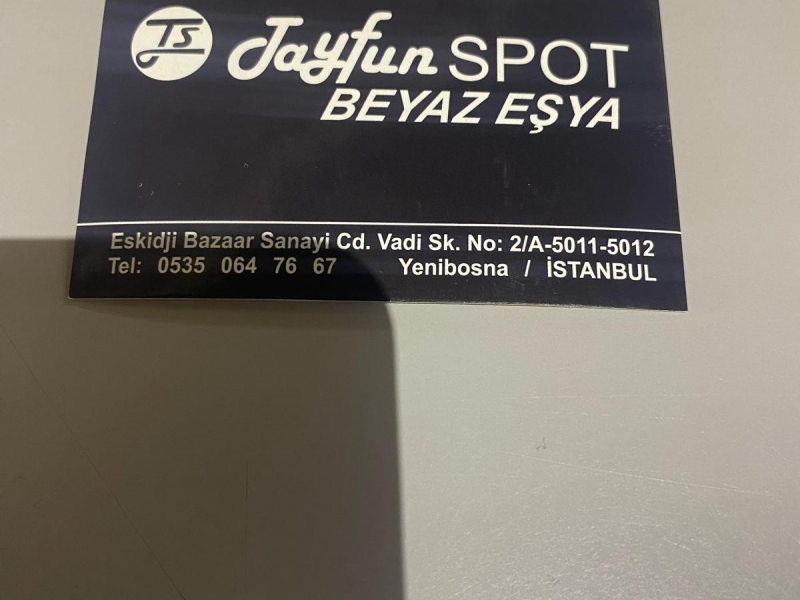 TS Tayfun SPOT
BEYAZ EŞYA
Eskidji Bazaar Sanayi Cd. Vadi Sk. No: 2/A-5011-5012
Tel: 0535 064 76 67 Yenibosna / İSTANBUL